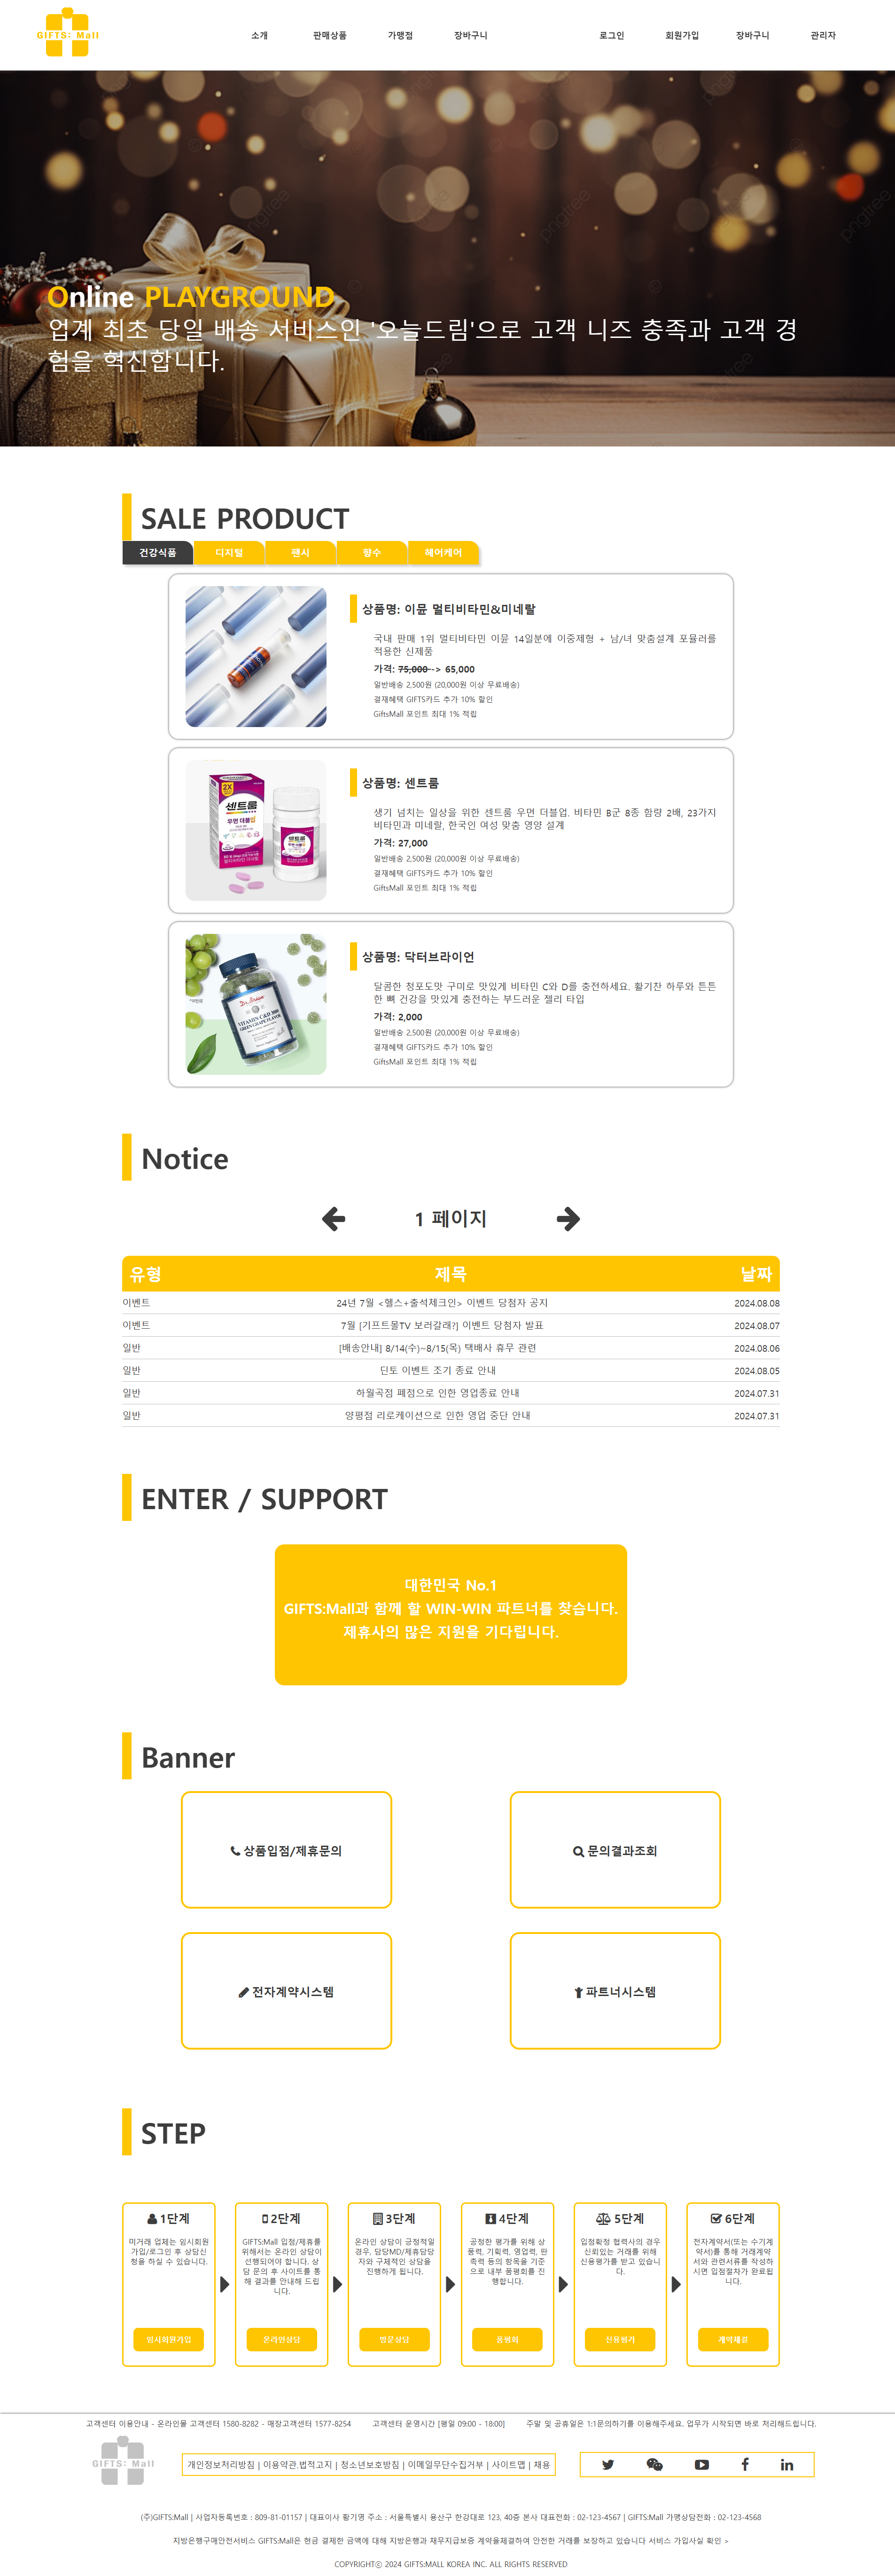 GIFTS: Mall
소개 판매상품 가맹점 장바구니 로그인 회원가입 장바구니 관리자
pngtree
Online PLAYGROUND
업계 최초 당일 배송 서비스인 '오늘드림'으로 고객 니즈 충족과 고객 경
험을 혁신합니다.
SALE PRODUCT
건강식품 디지털 팬시 향수 헤어케어
상품명: 이뮨 멀티비타민&미네랄
국내 판매 1위 멀티비타민 이뮨 14일분에 이중제형 + 남/녀 맞춤설계 포뮬러를
적용한 신제품
가격: 75,000 --> 65,000
일반배송 2,500원 (20,000원 이상 무료배송)
결재혜택 GIFTS카드 추가 10% 할인
GiftsMall 포인트 최대 1% 적립
2X
센트룸
우먼 더블업
상품명: 센트룸
생기 넘치는 일상을 위한 센트룸 우먼 더블업. 비타민 B군 8종 함량 2배, 23가지
비타민과 미네랄, 한국인 여성 맞춤 영양 설계
가격: 27,000
일반배송 2,500원 (20,000원 이상 무료배송)
결재혜택 GIFTS카드 추가 10% 할인
GiftsMall 포인트 최대 1% 적립
VITAMIN C&D
GREEN GRAPE FLAVOR
상품명: 닥터브라이언
달콤한 청포도맛 구미로 맛있게 비타민 C와 D를 충전하세요. 활기찬 하루와 튼튼
한 뼈 건강을 맛있게 충전하는 부드러운 젤리 타입
가격: 2,000
일반배송 2,500원 (20,000원 이상 무료배송)
결재혜택 GIFTS카드 추가 10% 할인
GiftsMall 포인트 최대 1% 적립
Notice
1 페이지
유형 제목 날짜
이벤트 24년 7월 <헬스+출석체크인> 이벤트 당첨자 공지 2024.08.08
이벤트 7월 [기프트몰TV 보러갈래?] 이벤트 당첨자 발표 2024.08.07
일반 [배송안내] 8/14(수)~8/15(목) 택배사 휴무 관련 2024.08.06
일반 딘토 이벤트 조기 종료 안내 2024.08.05
일반 하월곡점 폐점으로 인한 영업종료 안내 2024.07.31
일반 양평점 리로케이션으로 인한 영업 중단 안내 2024.07.31
ENTER / SUPPORT
대한민국 No.1
GIFTS:Mall과 함께 할 WIN-WIN 파트너를 찾습니다.
제휴사의 많은 지원을 기다립니다.
Banner
상품입점/제휴문의 문의결과조회
전자계약시스템 파트너시스템
STEP
1단계
미거래 업체는 임시회원
가입/로그인 후 상담신
청을 하실 수 있습니다.
임시회원가입
2단계
GIFTS:Mall 입점/제휴를
위해서는 온라인 상담이
선행되어야 합니다. 상
담 문의 후 사이트를 통
해 결과를 안내해 드립
니다.
온라인상담
3단계
온라인 상담이 긍정적일
경우, 담당MD/제휴담당
자와 구체적인 상담을
진행하게 됩니다.
방문상담
4단계
공정한 평가를 위해 상
품력, 기획력, 영업력, 만
족력 등의 항목을 기준
으로 내부 품평회를 진
행합니다.
품평회
5단계
입점확정 협력사의 경우
신뢰있는 거래를 위해
신용평가를 받고 있습니
다.
신용평가
6단계
전자계약서(또는 수기계
약서)를 통해 거래계약
서와 관련서류를 작성하
시면 입점절차가 완료됩
니다.
계약체결
고객센터 이용안내 - 온라인몰 고객센터 1580-8282 - 매장고객센터 1577-8254 고객센터 운영시간 [평일 09:00 - 18:00] 주말 및 공휴일은 1:1문의하기를 이용해주세요. 업무가 시작되면 바로 처리해드립니다.
GIFTS: Mall
개인정보처리방침 | 이용약관,법적고지 | 청소년보호방침 | 이메일무단수집거부 | 사이트맵 | 채용
(주)GIFTS:Mall | 사업자등록번호 : 809-81-01157 | 대표이사 황기영 주소 : 서울특별시 용산구 한강대로 123, 40층 본사 대표전화 : 02-123-4567 | GIFTS:Mall 가맹상담전화 : 02-123-4568
지방은행구매안전서비스 GIFTS:Mall은 현금 결제한 금액에 대해 지방은행과 채무지급보증 계약을체결하여 안전한 거래를 보장하고 있습니다 서비스 가입사실 확인 >
COPYRIGHTⓒ 2024 GIFTS:MALL KOREA INC. ALL RIGHTS RESERVED